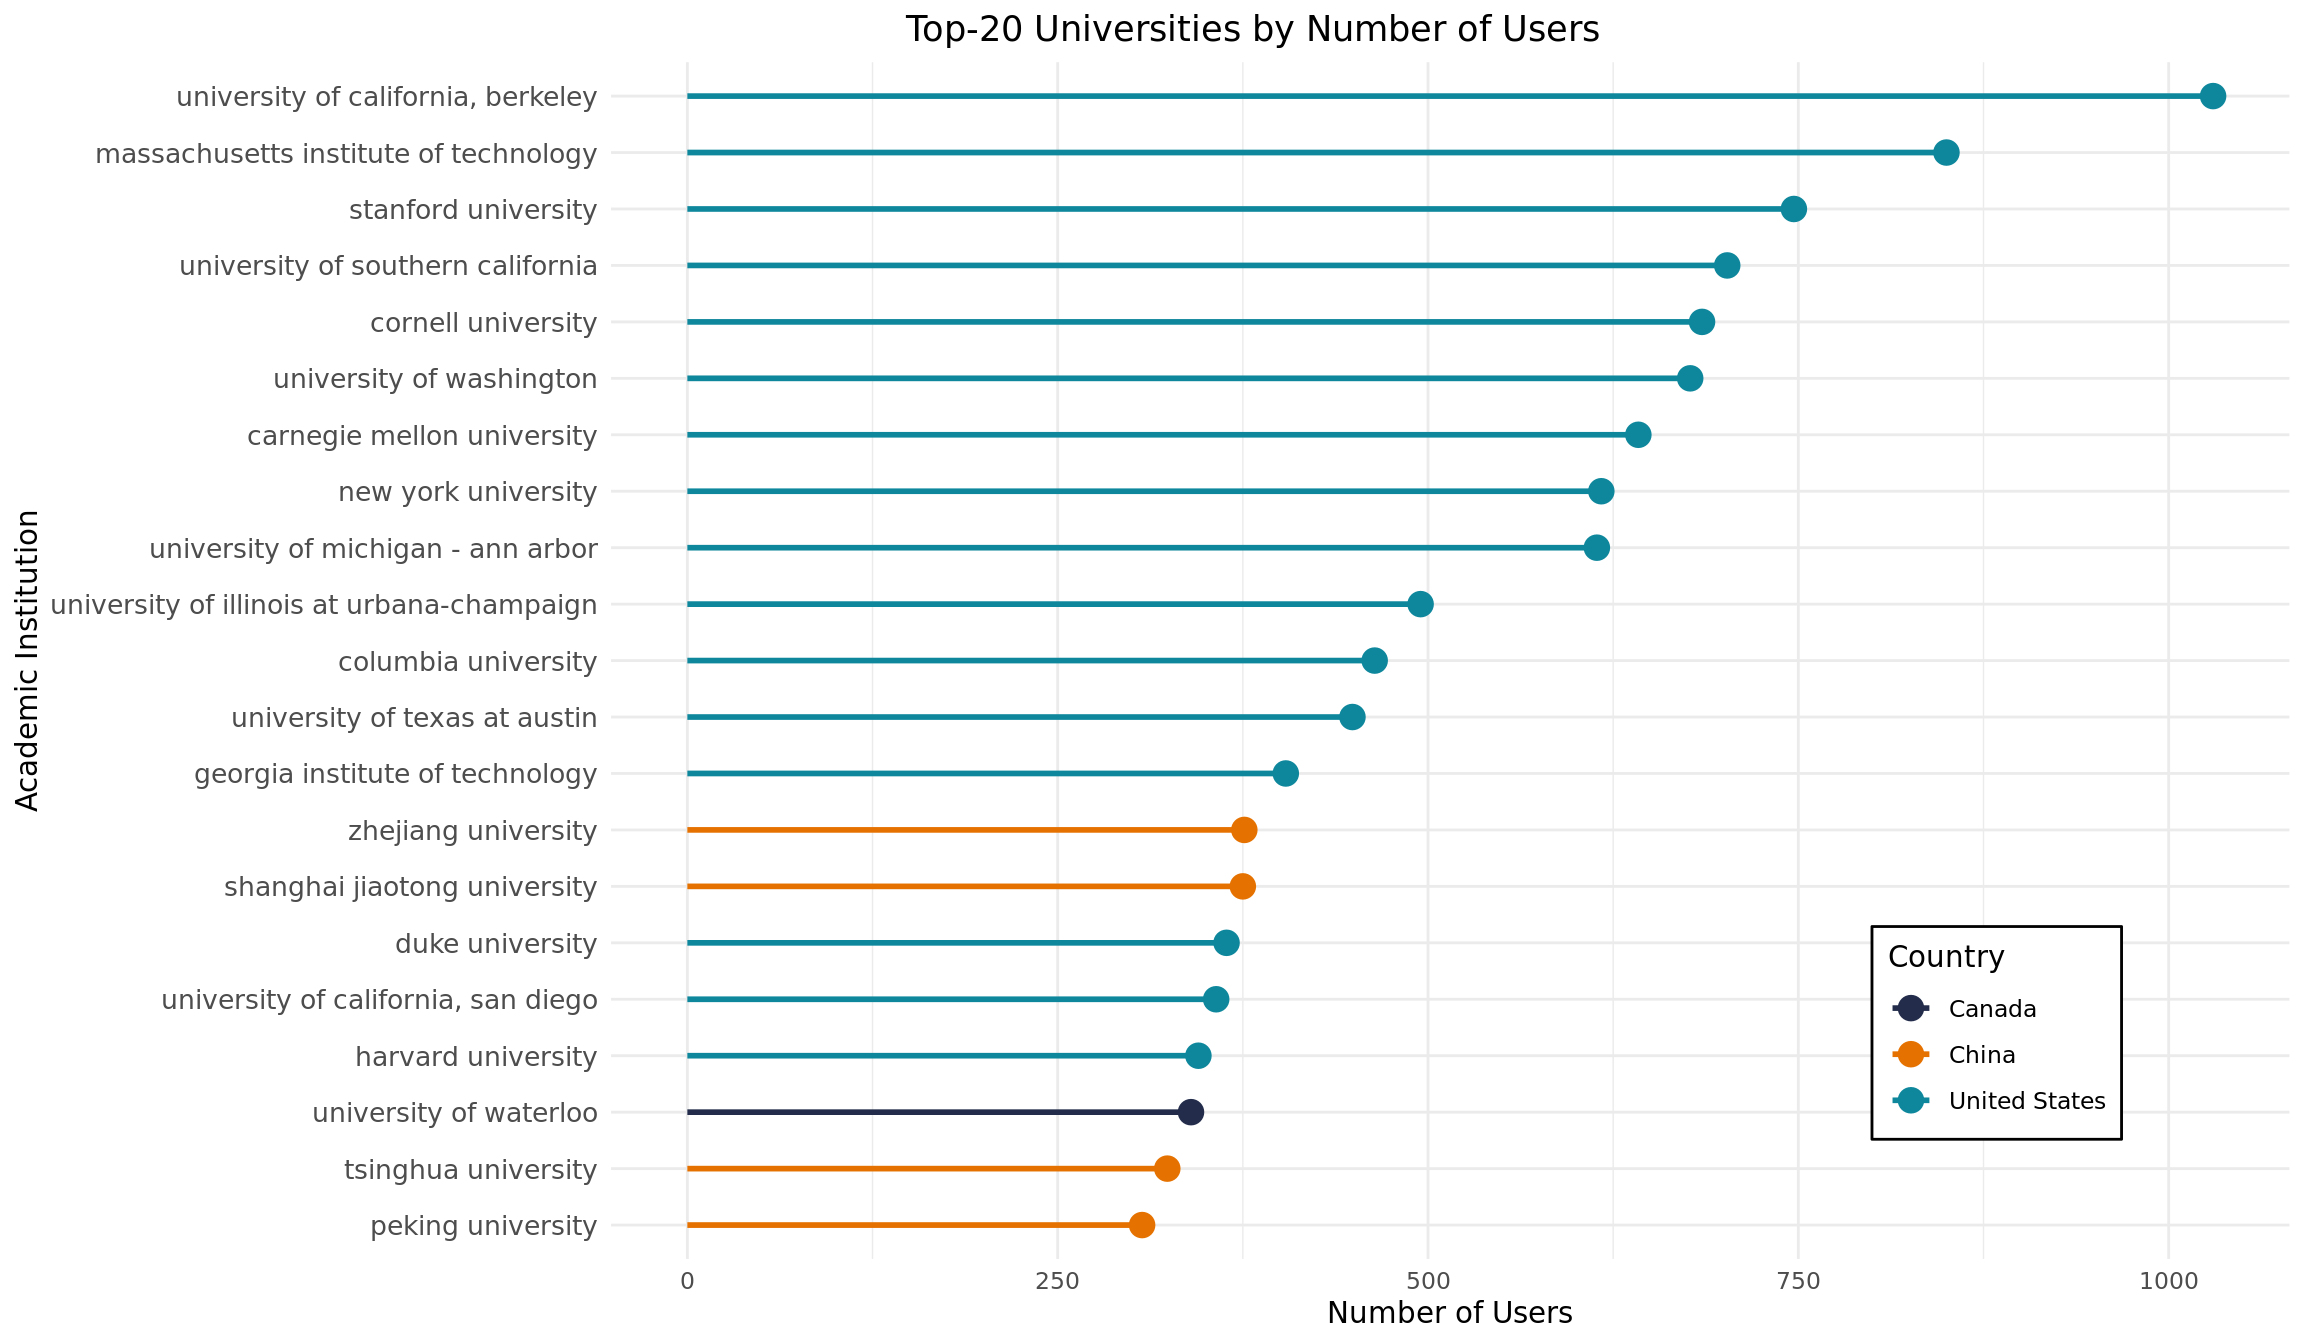 Top-20 Universities by Number of Users
Academic Institution
university of california, berkeley
massachusetts institute of technology
stanford university
university of southern california
cornell university
university of washington
carnegie mellon university
new york university
university of michigan - ann arbor
university of illinois at urbana-champaign
columbia university
university of texas at austin
georgia institute of technology
zhejiang university
shanghai jiaotong university
duke university
university of california, san diego
harvard university
university of waterloo
tsinghua university
peking university
Country
Canada
China
United States
0 250 500 750 1000
Number of Users